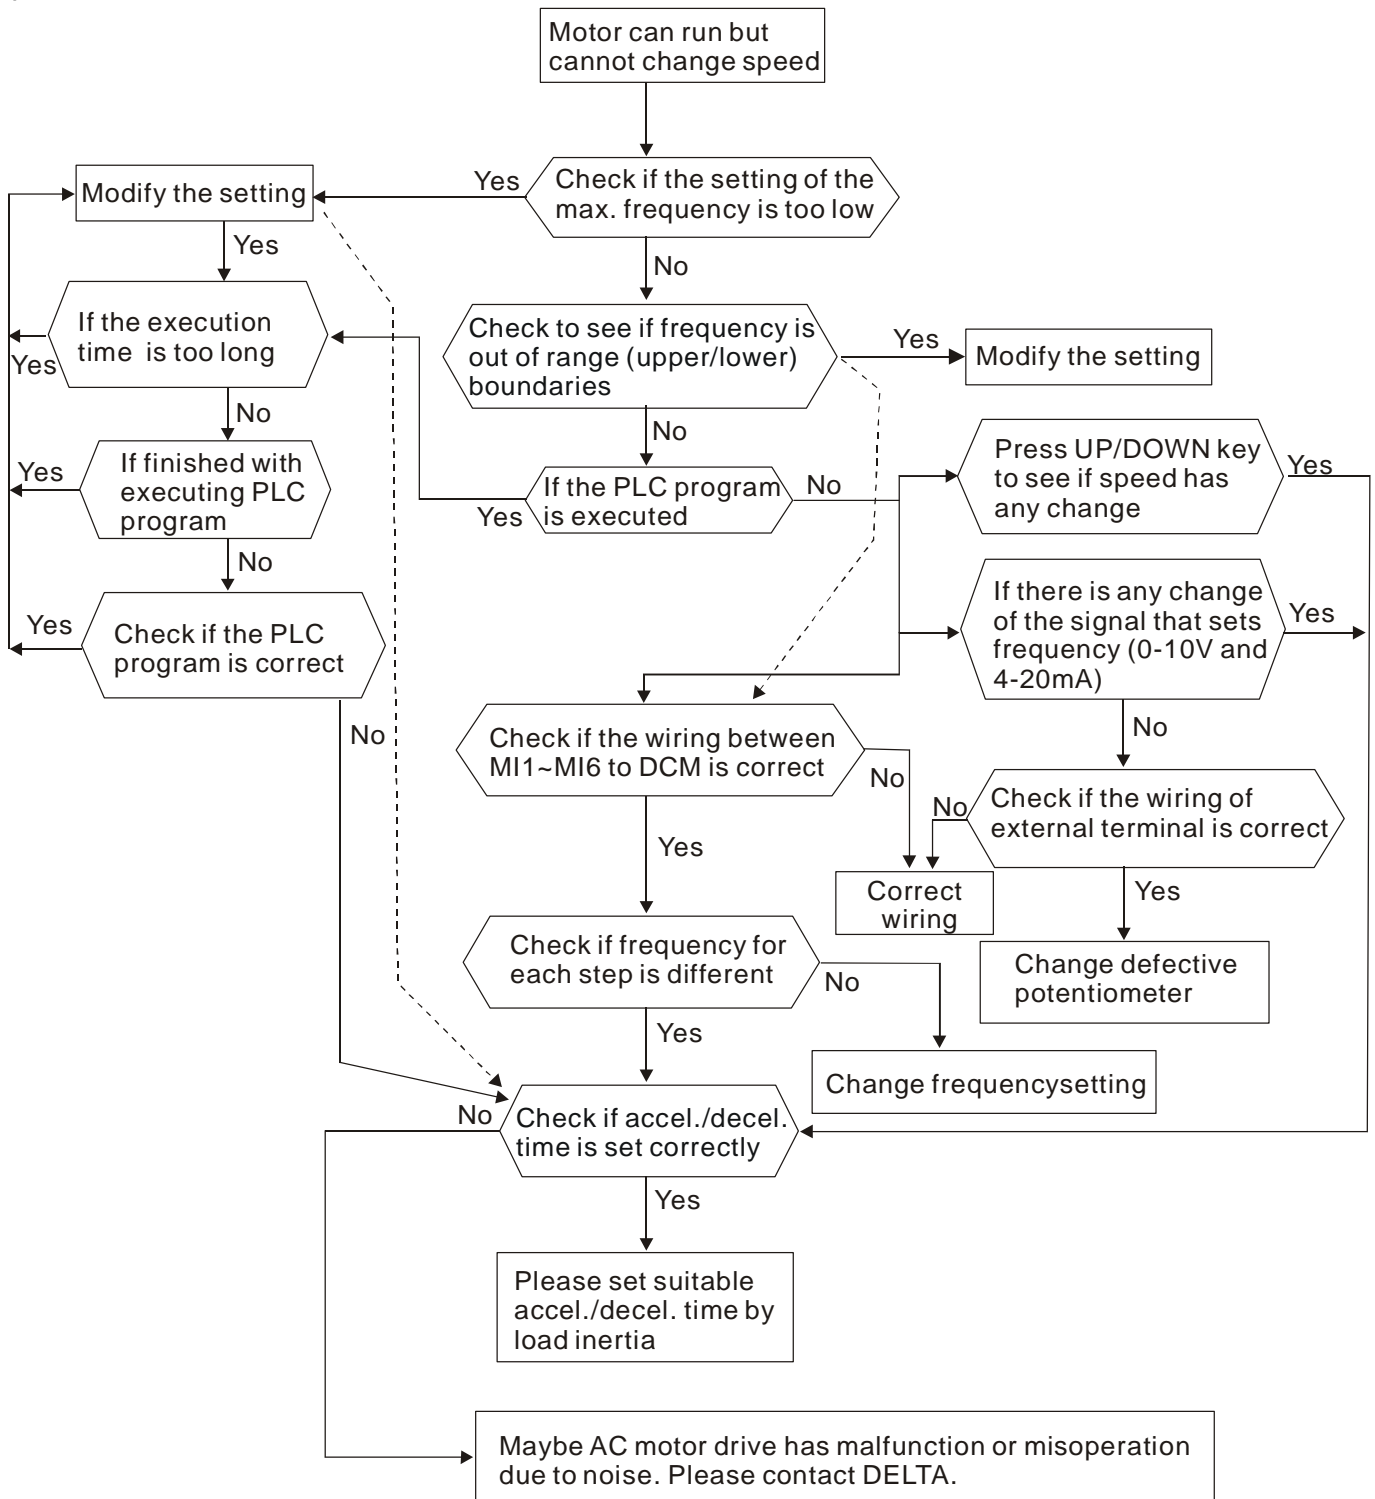 Motor can run but
cannot change speed
Check if the setting of the
max. frequency is too low
Yes
Modify the setting
Yes
No
If the execution
time is too long
Yes
Check to see if frequency is
out of range (upper/lower)
boundaries
Yes
Modify the setting
No
No
If finished with
executing PLC
program
Yes
If the PLC program
is executed
Yes
No
Press UP/DOWN key
to see if speed has
any change
Yes
No
Check if the PLC
program is correct
Yes
No
If there is any change
of the signal that sets
frequency (0-10V and
4-20mA)
Yes
No
Check if the wiring between
MI1~MI6 to DCM is correct
No
Yes
Check if the wiring of
external terminal is correct
No
Yes
Correct
wiring
Change defective
potentiometer
Check if frequency for
each step is different
No
Yes
Change frequencysetting
Check if accel./decel.
time is set correctly
No
Yes
Please set suitable
accel./decel. time by
load inertia
Maybe AC motor drive has malfunction or misoperation
due to noise. Please contact DELTA.